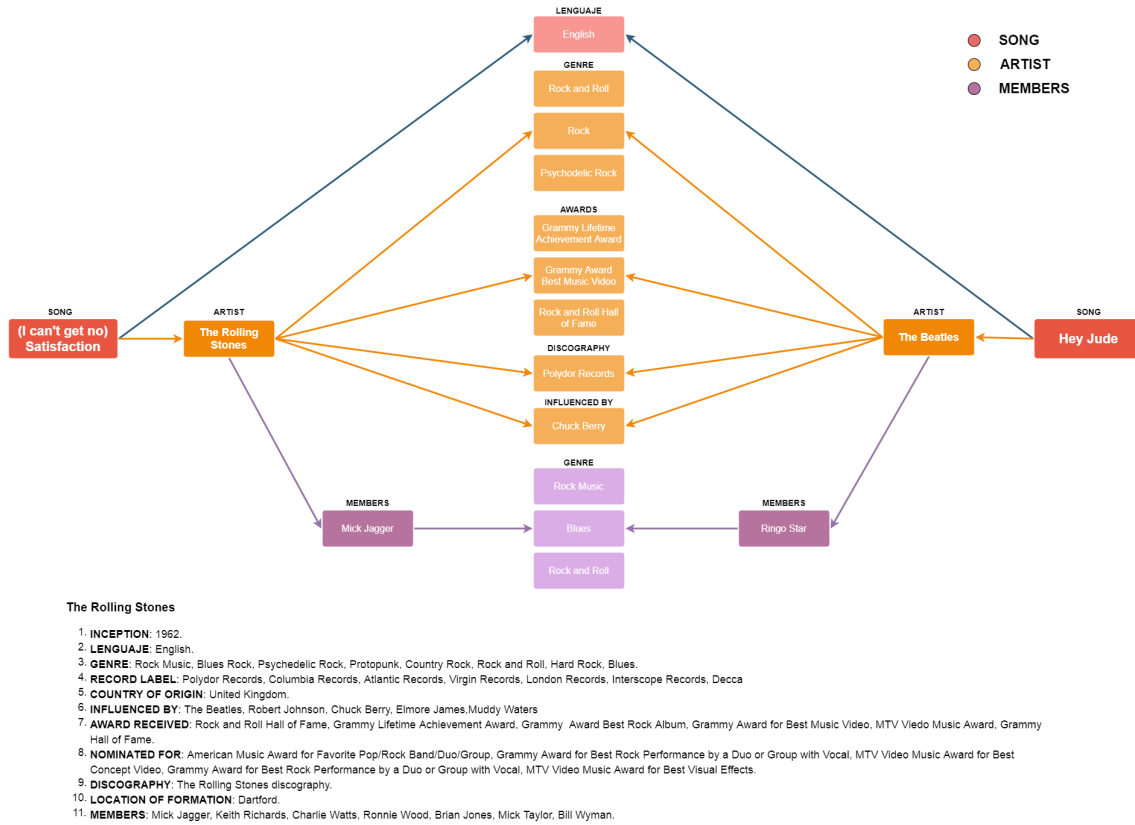 LENGUAJE
English
SONG
ARTIST
MEMBERS
GENRE
Rock and Roll
Rock
Psychodelic Rock
AWARDS
Grammy Lifetime
Achievement Award
Grammy Award
Best Music Video
Rock and Roll Hall
of Fame
SONG
(I can't get no)
Satisfaction
ARTIST
The Rolling
Stones
ARTIST
The Beatles
SONG
Hey Jude
DISCOGRAPHY
Polydor Records
INFLUENCED BY
Chuck Berry
GENRE
Rock Music
MEMBERS
Mick Jagger
Blues
MEMBERS
Ringo Star
Rock and Roll
The Rolling Stones
1. INCEPTION: 1962.
2. LENGUAJE: English.
3. GENRE: Rock Music, Blues Rock, Psychedelic Rock, Protopunk, Country Rock, Rock and Roll, Hard Rock, Blues.
4. RECORD LABEL: Polydor Records, Columbia Records, Atlantic Records, Virgin Records, London Records, Interscope Records, Decca
5. COUNTRY OF ORIGIN: United Kingdom.
6. INFLUENCED BY: The Beatles, Robert Johnson, Chuck Berry, Elmore James,Muddy Waters
7. AWARD RECEIVED: Rock and Roll Hall of Fame, Grammy Lifetime Achievement Award, Grammy  Award Best Rock Album, Grammy Award for Best Music Video, MTV Viedo Music Award, Grammy
Hall of Fame.
8. NOMINATED FOR: American Music Award for Favorite Pop/Rock Band/Duo/Group, Grammy Award for Best Rock Performance by a Duo or Group with Vocal, MTV Video Music Award for Best
Concept Video, Grammy Award for Best Rock Performance by a Duo or Group with Vocal, MTV Video Music Award for Best Visual Effects.
9. DISCOGRAPHY: The Rolling Stones discography.
10. LOCATION OF FORMATION: Dartford.
11. MEMBERS: Mick Jagger, Keith Richards, Charlie Watts, Ronnie Wood, Brian Jones, Mick Taylor, Bill Wyman.